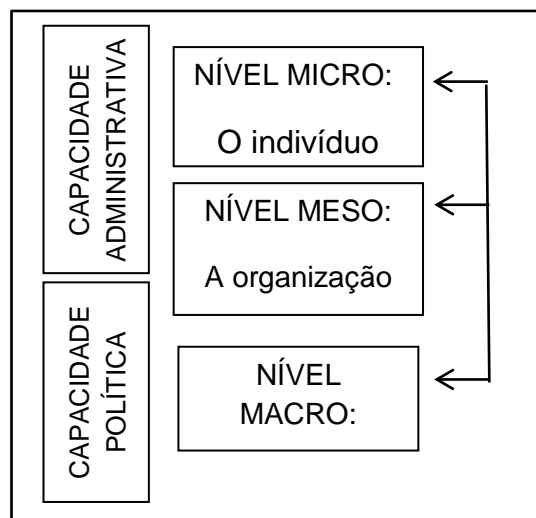 CAPACIDADE
ADMINISTRATIVA
NÍVEL MICRO:
O indivíduo
NÍVEL MESO:
A organização
CAPACIDADE
POLÍTICA
NÍVEL
MACRO: